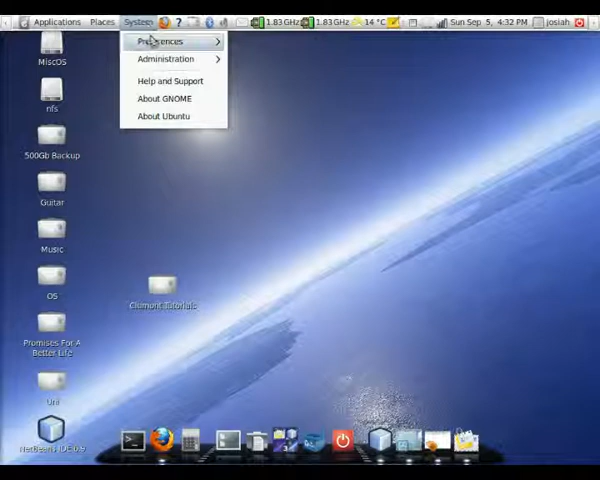 Applications Places System ? 1.83 GHz 1.83 GHz 14 °C Sun Sep 5, 4:32 PM josiah
Preferences
Administration
Help and Support
About GNOME
About Ubuntu
MiscOS
nfs
500Gb Backup
Guitar
Music
OS
Promises For A
Better Life
Uni
NetBeans IDE 6.9
Tutorials